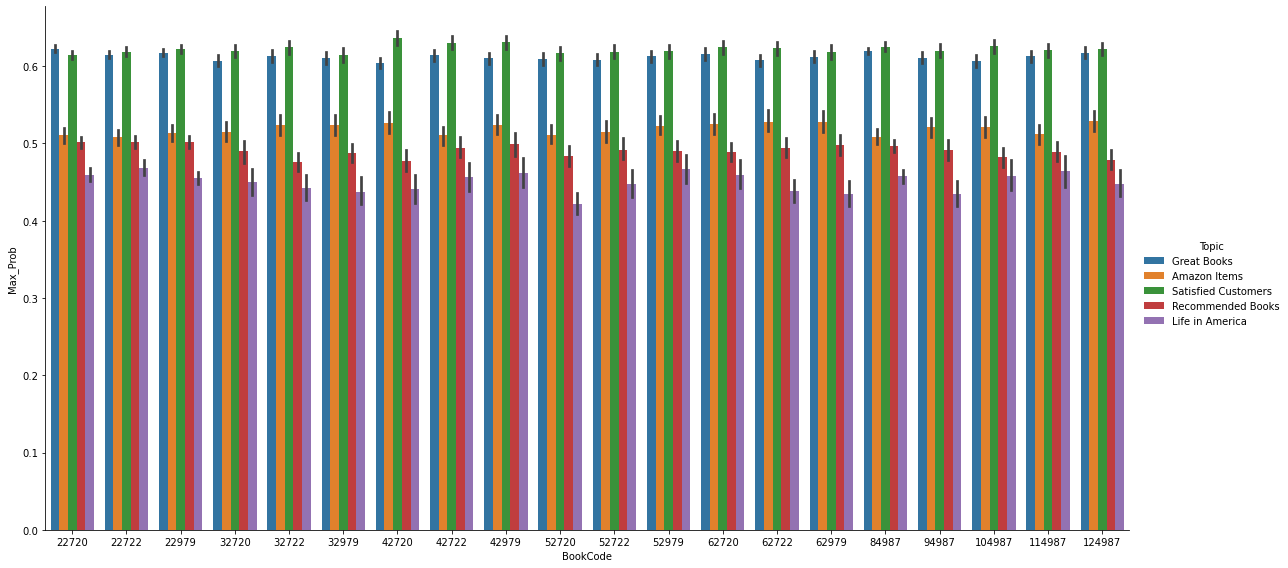 Max_Prob
0.6
0.5
0.4
0.3
0.2
0.1
0.0
22720 22722 22979 32720 32722 32979 42720 42722 42979 52720 52722 52979 62720 62722 62979 84987 94987 104987 114987 124987
BookCode
Topic
Great Books
Amazon Items
Satisfied Customers
Recommended Books
Life in America